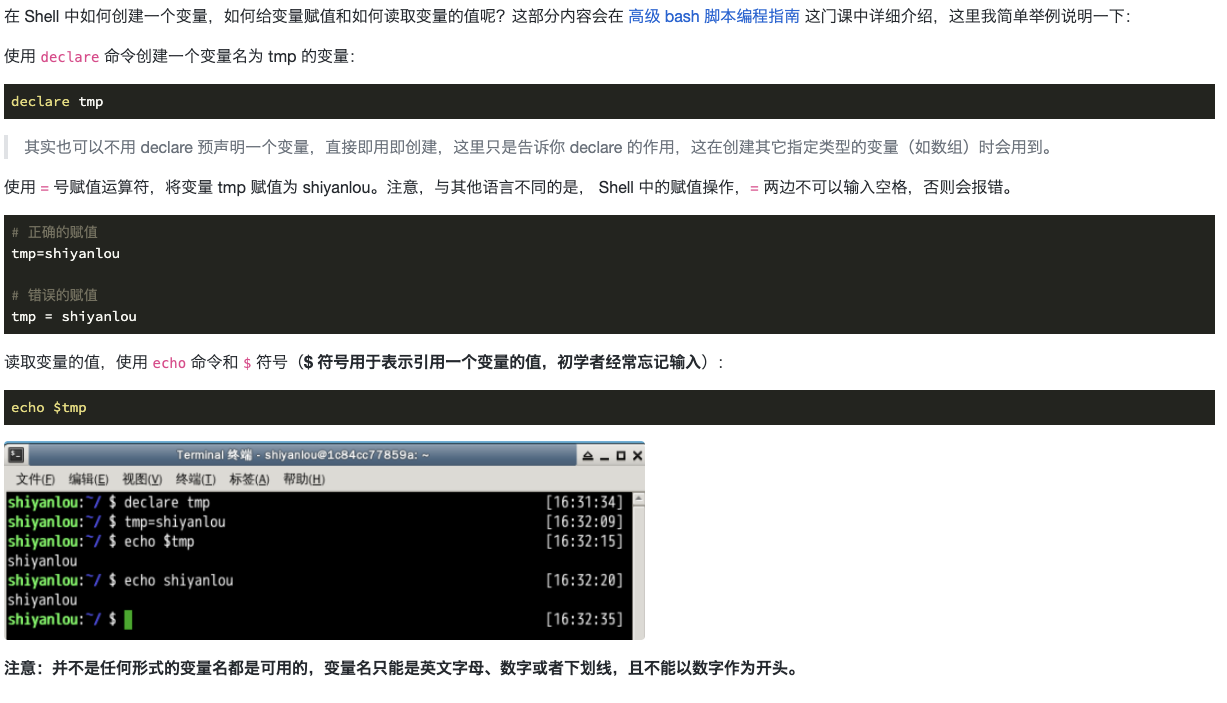 在 Shell 中如何创建一个变量，如何给变量赋值和如何读取变量的值呢？这部分内容会在 高级 bash 脚本编程指南 这门课中详细介绍，这里我简单举例说明一下：
使用 declare 命令创建一个变量名为 tmp 的变量：
declare tmp
其实也可以不用 declare 预声明一个变量，直接即用即创建，这里只是告诉你 declare 的作用，这在创建其它指定类型的变量（如数组）时会用到。
使用 = 号赋值运算符，将变量 tmp 赋值为 shiyanlou。注意，与其他语言不同的是， Shell 中的赋值操作，= 两边不可以输入空格，否则会报错。
# 正确的赋值
tmp=shiyanlou
# 错误的赋值
tmp = shiyanlou
读取变量的值，使用 echo 命令和 $ 符号（$ 符号用于表示引用一个变量的值，初学者经常忘记输入）：
echo $tmp
Terminal 终端 - shiyanlou@1c84cc77859a: ~
文件(F) 编辑(E) 视图(V) 终端(T) 标签(A) 帮助(H)
shiyanlou:~/ $ declare tmp [16:31:34]
shiyanlou:~/ $ tmp=shiyanlou [16:32:09]
shiyanlou:~/ $ echo $tmp [16:32:15]
shiyanlou
shiyanlou:~/ $ echo shiyanlou [16:32:20]
shiyanlou
shiyanlou:~/ $ [16:32:35]
注意：并不是任何形式的变量名都是可用的，变量名只能是英文字母、数字或者下划线，且不能以数字作为开头。